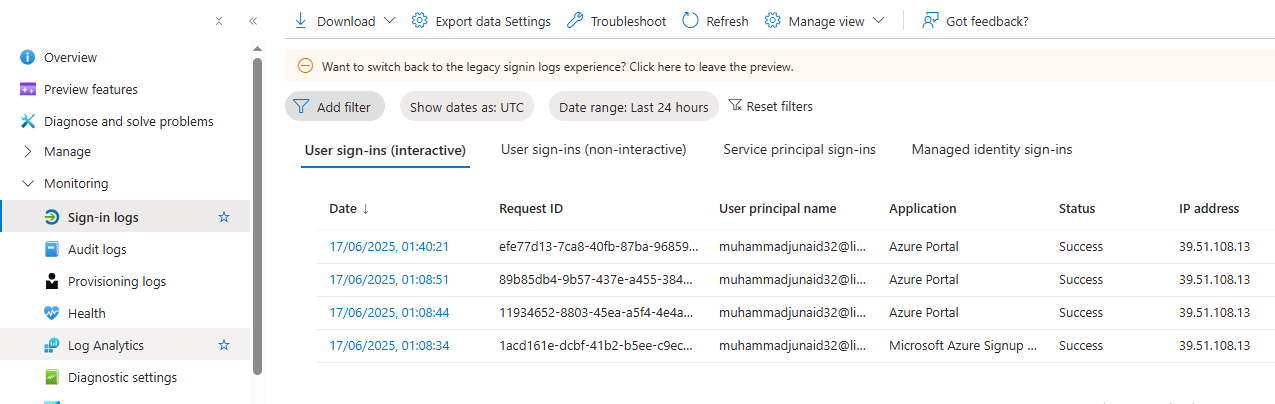 Download
Export data Settings
Troubleshoot
Refresh
Manage view
Got feedback?
Overview
Preview features
Diagnose and solve problems
Manage
Monitoring
Sign-in logs
Audit logs
Provisioning logs
Health
Log Analytics
Diagnostic settings
Want to switch back to the legacy signin logs experience? Click here to leave the preview.
Add filter
Show dates as: UTC
Date range: Last 24 hours
Reset filters
User sign-ins (interactive)
User sign-ins (non-interactive)
Service principal sign-ins
Managed identity sign-ins
Date ↓ Request ID User principal name Application Status IP address
17/06/2025, 01:40:21 efe77d13-7ca8-40fb-87ba-96859... muhammadjunaid32@li... Azure Portal Success 39.51.108.13
17/06/2025, 01:08:51 89b85db4-9b57-437e-a455-384... muhammadjunaid32@li... Azure Portal Success 39.51.108.13
17/06/2025, 01:08:44 11934652-8803-45ea-a5f4-4e4a... muhammadjunaid32@li... Azure Portal Success 39.51.108.13
17/06/2025, 01:08:34 1acd161e-dcbf-41b2-b5ee-c9ec... muhammadjunaid32@li... Microsoft Azure Signup ... Success 39.51.108.13